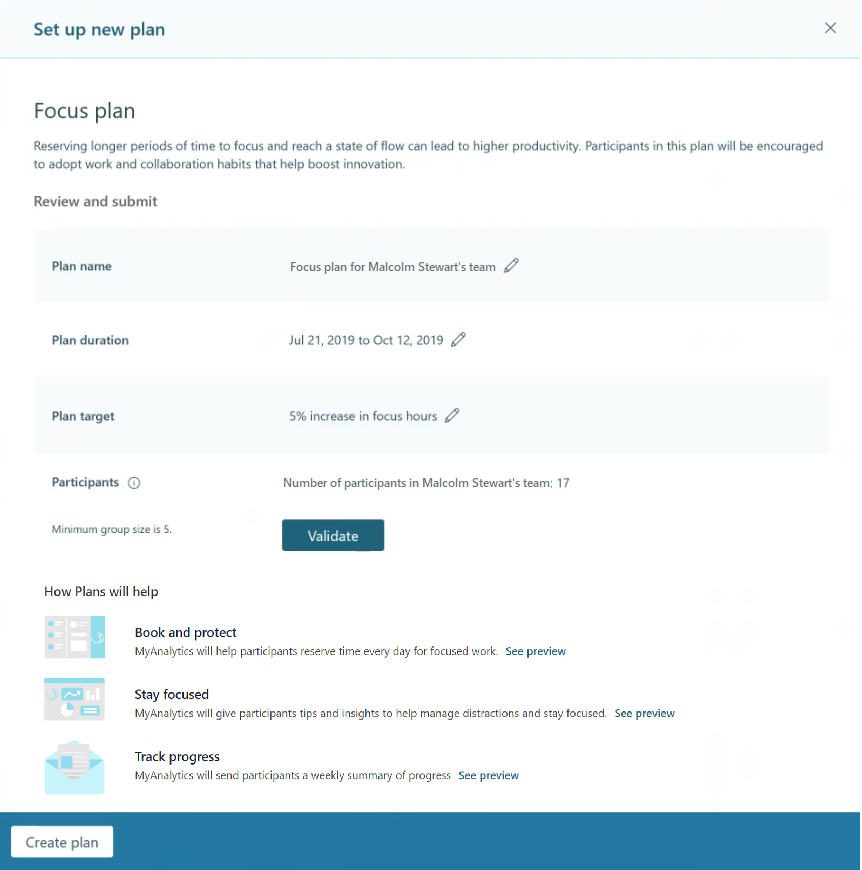 Set up new plan
Focus plan
Reserving longer periods of time to focus and reach a state of flow can lead to higher productivity. Participants in this plan will be encouraged
to adopt work and collaboration habits that help boost innovation.
Review and submit
Plan name
Focus plan for Malcolm Stewart's team
Plan duration
Jul 21, 2019 to Oct 12, 2019
Plan target
5% increase in focus hours
Participants
Number of participants in Malcolm Stewart's team: 17
Minimum group size is 5.
Validate
How Plans will help
Book and protect
MyAnalytics will help participants reserve time every day for focused work. See preview
Stay focused
MyAnalytics will give participants tips and insights to help manage distractions and stay focused. See preview
Track progress
MyAnalytics will send participants a weekly summary of progress See preview
Create plan